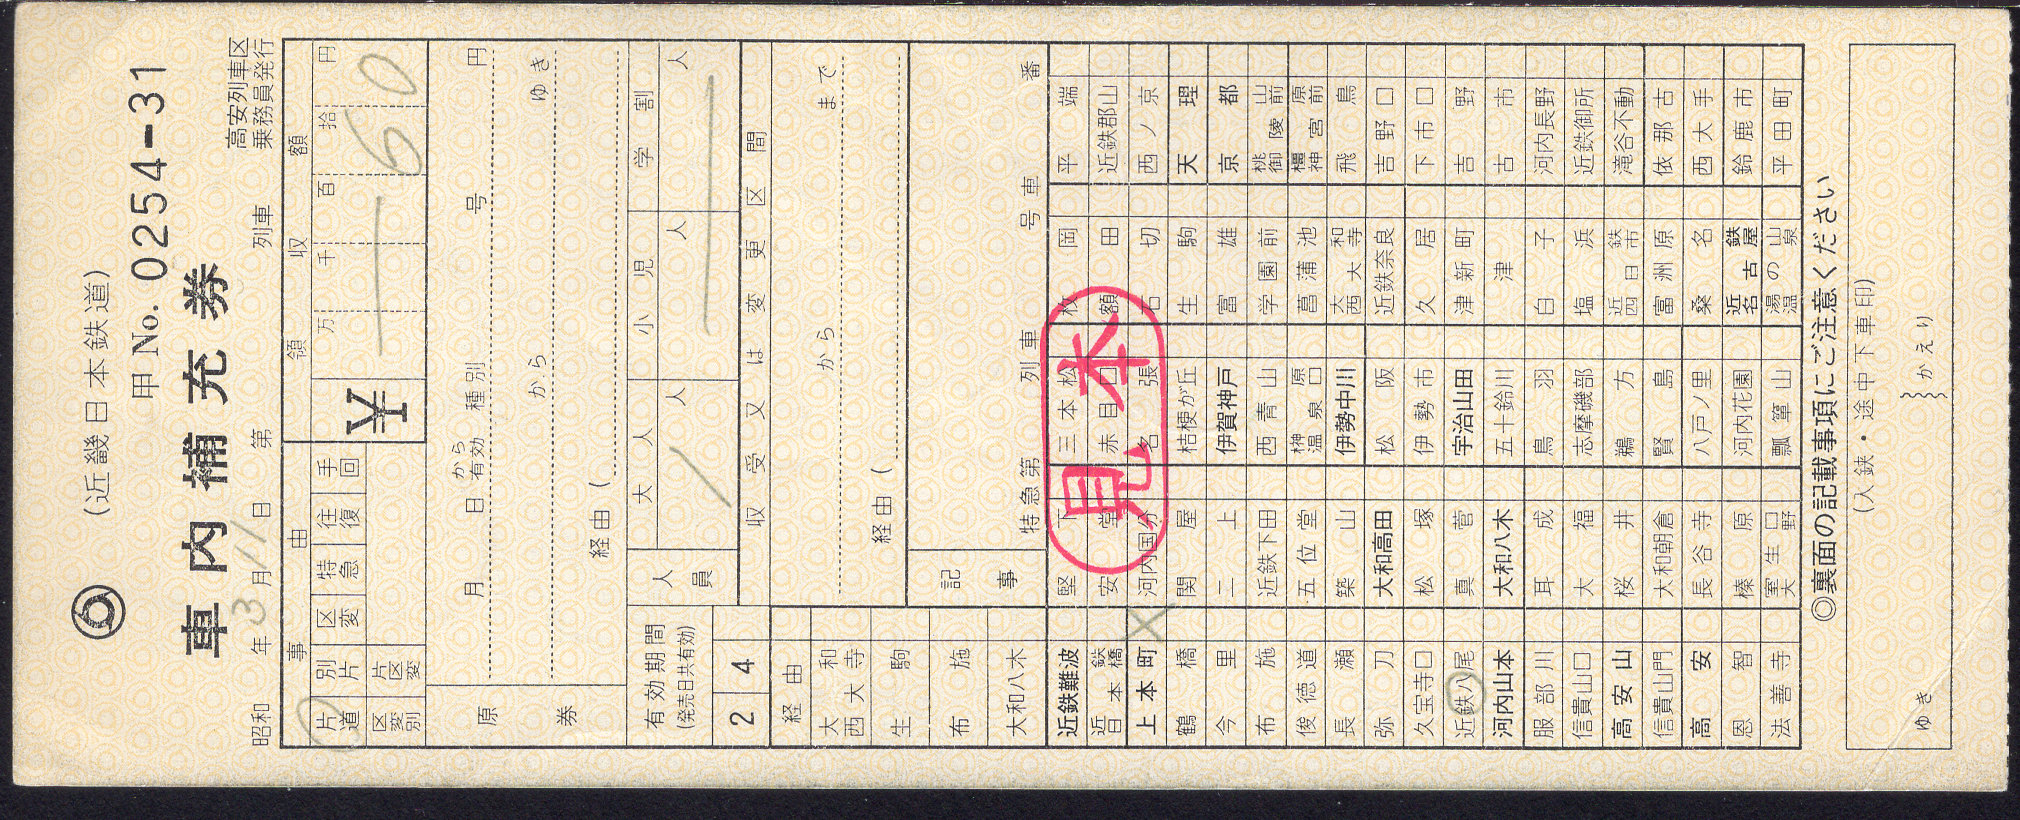 (近畿日本鉄道)
甲 No. 0254-31
車内補充券
高安列車区
乗務員発行
昭和 年 3月 11日 第 列車
事由
領収額
別片 区変 特急 往復 手回
片道
区変別 片区変
万 千 百 拾 円
¥ 60
原券
月 日から有効 種別 号 円
から ゆき
経由 (
有効期間
(発売日共有効)
2 4
人員
大人 小児 学割
1人 人 人
収受又は変更区間
経由
大和西大寺
生駒
布施
大和八木
から まで
経由 (
記事
特急第 列車 号車 番
見本
枚
額
近鉄難波 堅下 三本松 岡 平端
近鉄日本橋 安堂 赤目口 田 近鉄郡山
上本町 河内国分 名張 石切 西ノ京
鶴橋 関屋 桔梗が丘 生駒 天理
今里 二上 伊賀神戸 富雄 京都
布施 近鉄下田 西青山 学園前 桃山御陵前
俊徳道 五位堂 榊原温泉口 菖蒲池 橿原神宮前
長瀬 築山 伊勢中川 大和西大寺 飛鳥
弥刀 大和高田 松阪 近鉄奈良 吉野口
久宝寺口 松塚 伊勢市 久居 下市口
近鉄八尾 真菅 宇治山田 津新町 吉野
河内山本 大和八木 五十鈴川 津 古市
服部川 耳成 鳥羽 白子 河内長野
信貴山口 大福 志摩磯部 塩浜 近鉄御所
高安山 桜井 鵜方 近鉄四日市 滝谷不動
信貴山門 大和朝倉 賢島 富洲原 依那古
高安 長谷寺 八戸ノ里 桑名 西大手
恩智 榛原 河内花園 近鉄名古屋 鈴鹿市
法善寺 室生口大野 瓢箪山 湯の山温泉 平田町
◎裏面の記載事項にご注意ください
(入鋏・途中下車印)
ゆき かえり